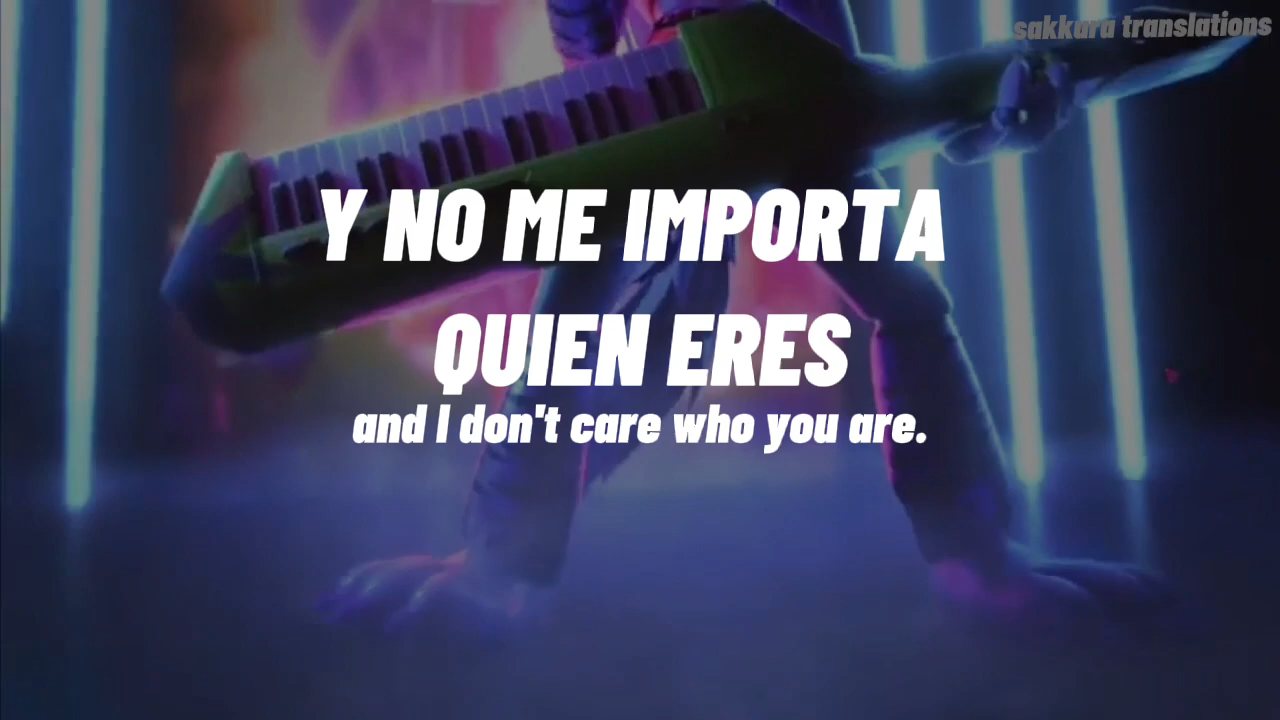 sakkara translations
Y NO ME IMPORTA
QUIEN ERES
and I don't care who you are.